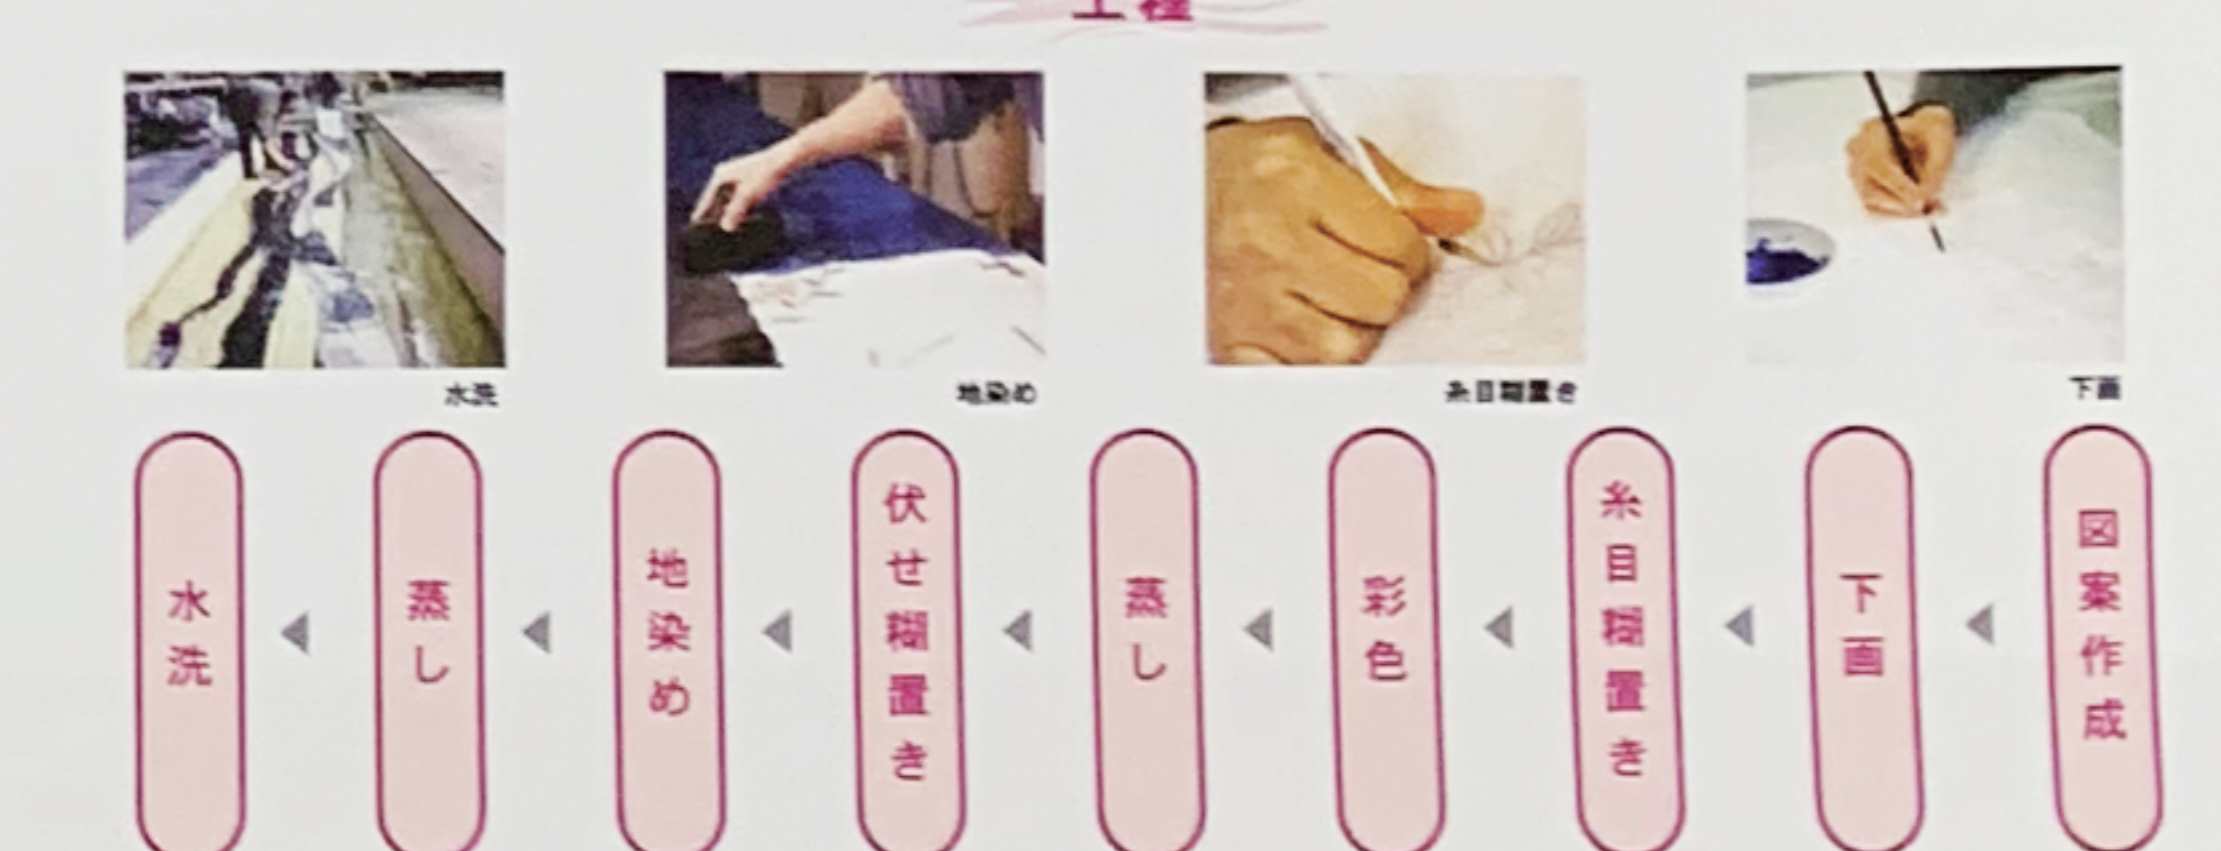 工程
下画
糸目糊置き
地染め
水洗
図案作成
下画
糸目糊置き
彩色
蒸し
伏せ糊置き
地染め
蒸し
水洗